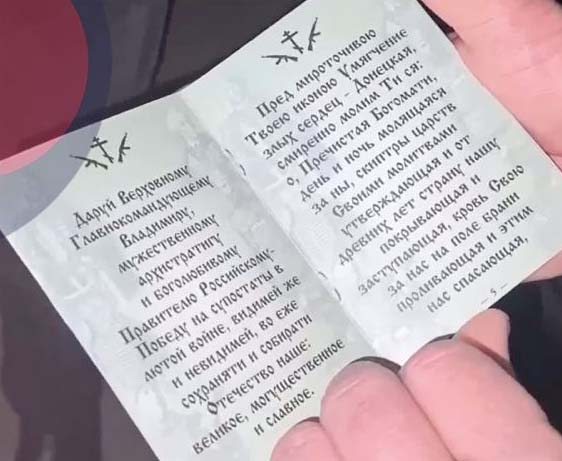 Даруй Верховному
Главнокомандующему
Владимиру,
мужественному
архистратигу
и боголюбивому
Правителю Российскому-
Победу на супостаты в
лютой войне, видимей же
и невидимей, во еже
сохраняти и собирати
Отечество наше:
великое, могущественное
и славное.
Пред мироточивою
Твоею иконою Умягчение
злых сердец - Донецкая,
смиренно молим Ти ся:
о, Пречистая Богомати,
день и ночь молящаяся
за ны, скиптры царств
Своими молитвами
утверждающая и от
древних лет страну нашу
покрывающая и
заступающая, кровь Свою
за нас на поле брани
проливающая и этим
нас спасающая,
- 5 -